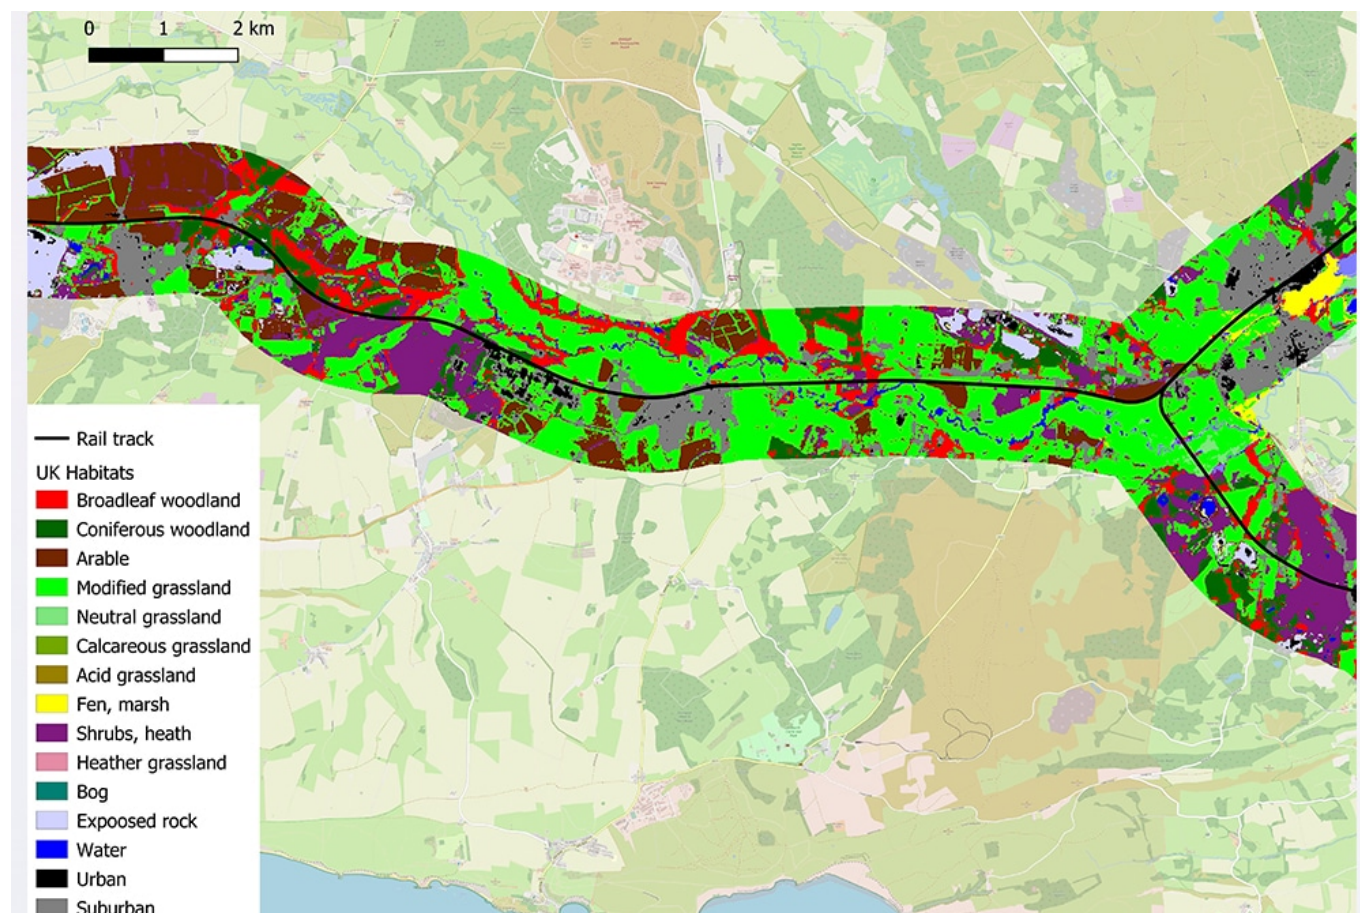 0 1 2 km
Rail track
UK Habitats
Broadleaf woodland
Coniferous woodland
Arable
Modified grassland
Neutral grassland
Calcareous grassland
Acid grassland
Fen, marsh
Shrubs, heath
Heather grassland
Bog
Expoosed rock
Water
Urban
Suburban